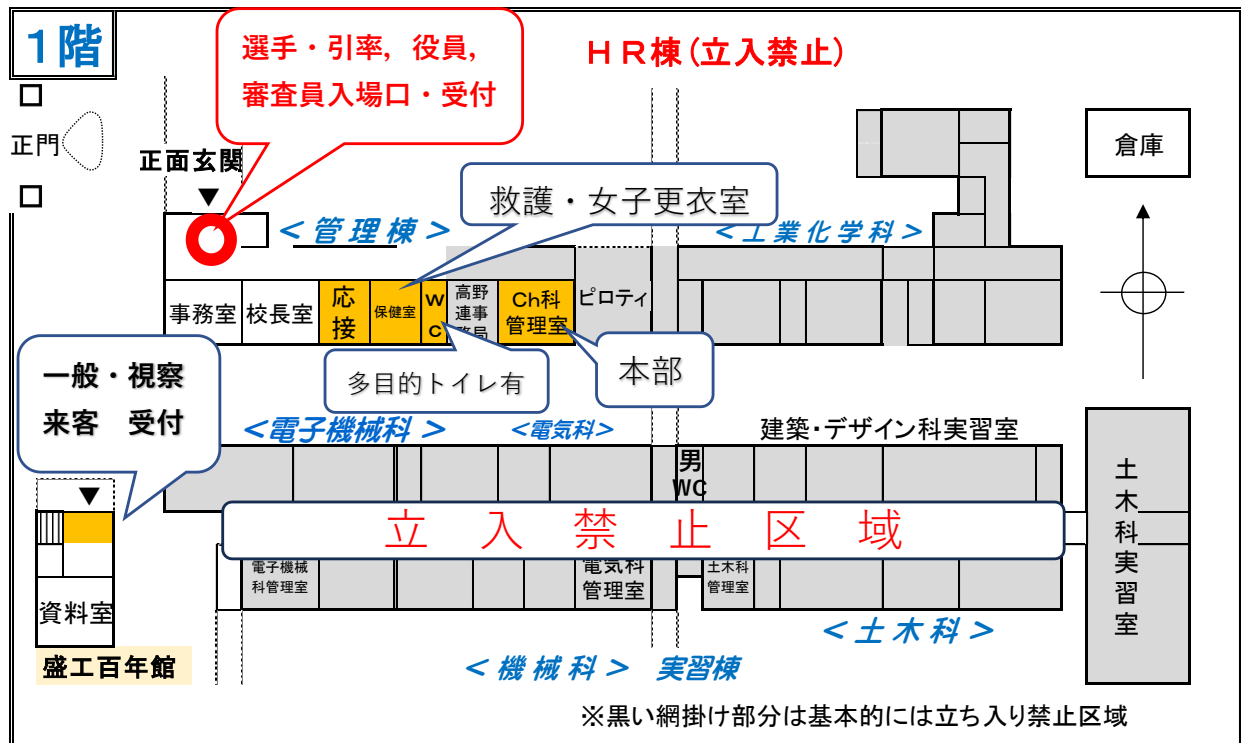 1階
選手・引率，役員，
審査員入場口・受付
ＨＲ棟（立入禁止）
正門
正面玄関
倉庫
救護・女子更衣室
＜管理棟＞
＜工業化学科＞
事務室
校長室
応
接
保健室
W
C
高野
連事
務局
Ch科
管理室
ピロティ
一般・視察
来客　受付
多目的トイレ有
本部
＜電子機械科＞
＜電気科＞
建築・デザイン科実習室
男
WC
立入禁止区域
電子機械
科管理室
電気科
管理室
土木科
管理室
土木科実習室
資料室
盛工百年館
＜土木科＞
＜機械科＞
実習棟
※黒い網掛け部分は基本的には立ち入り禁止区域